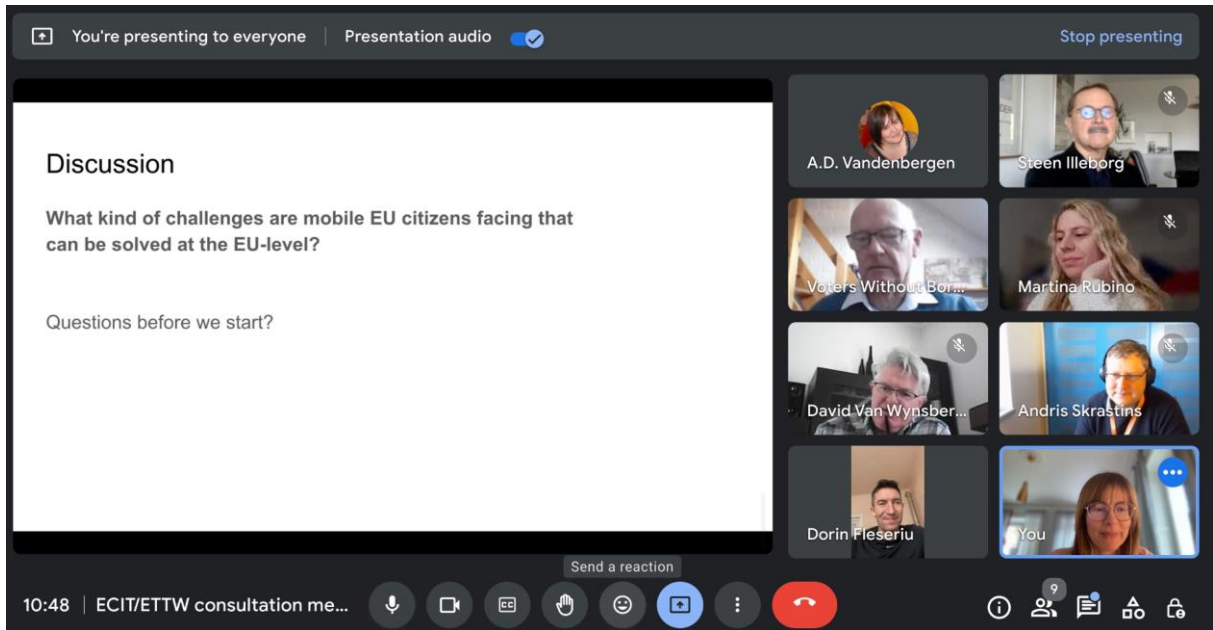 You're presenting to everyone
Presentation audio
Stop presenting
Discussion
What kind of challenges are mobile EU citizens facing that
can be solved at the EU-level?
Questions before we start?
A.D. Vandenbergen
Steen Illeborg
Voters Without Bor...
Martina Rubino
David Van Wynsber...
Andris Skrastins
Dorin Fleseriu
You
Send a reaction
10:48 | ECIT/ETTW consultation me...
CC
9